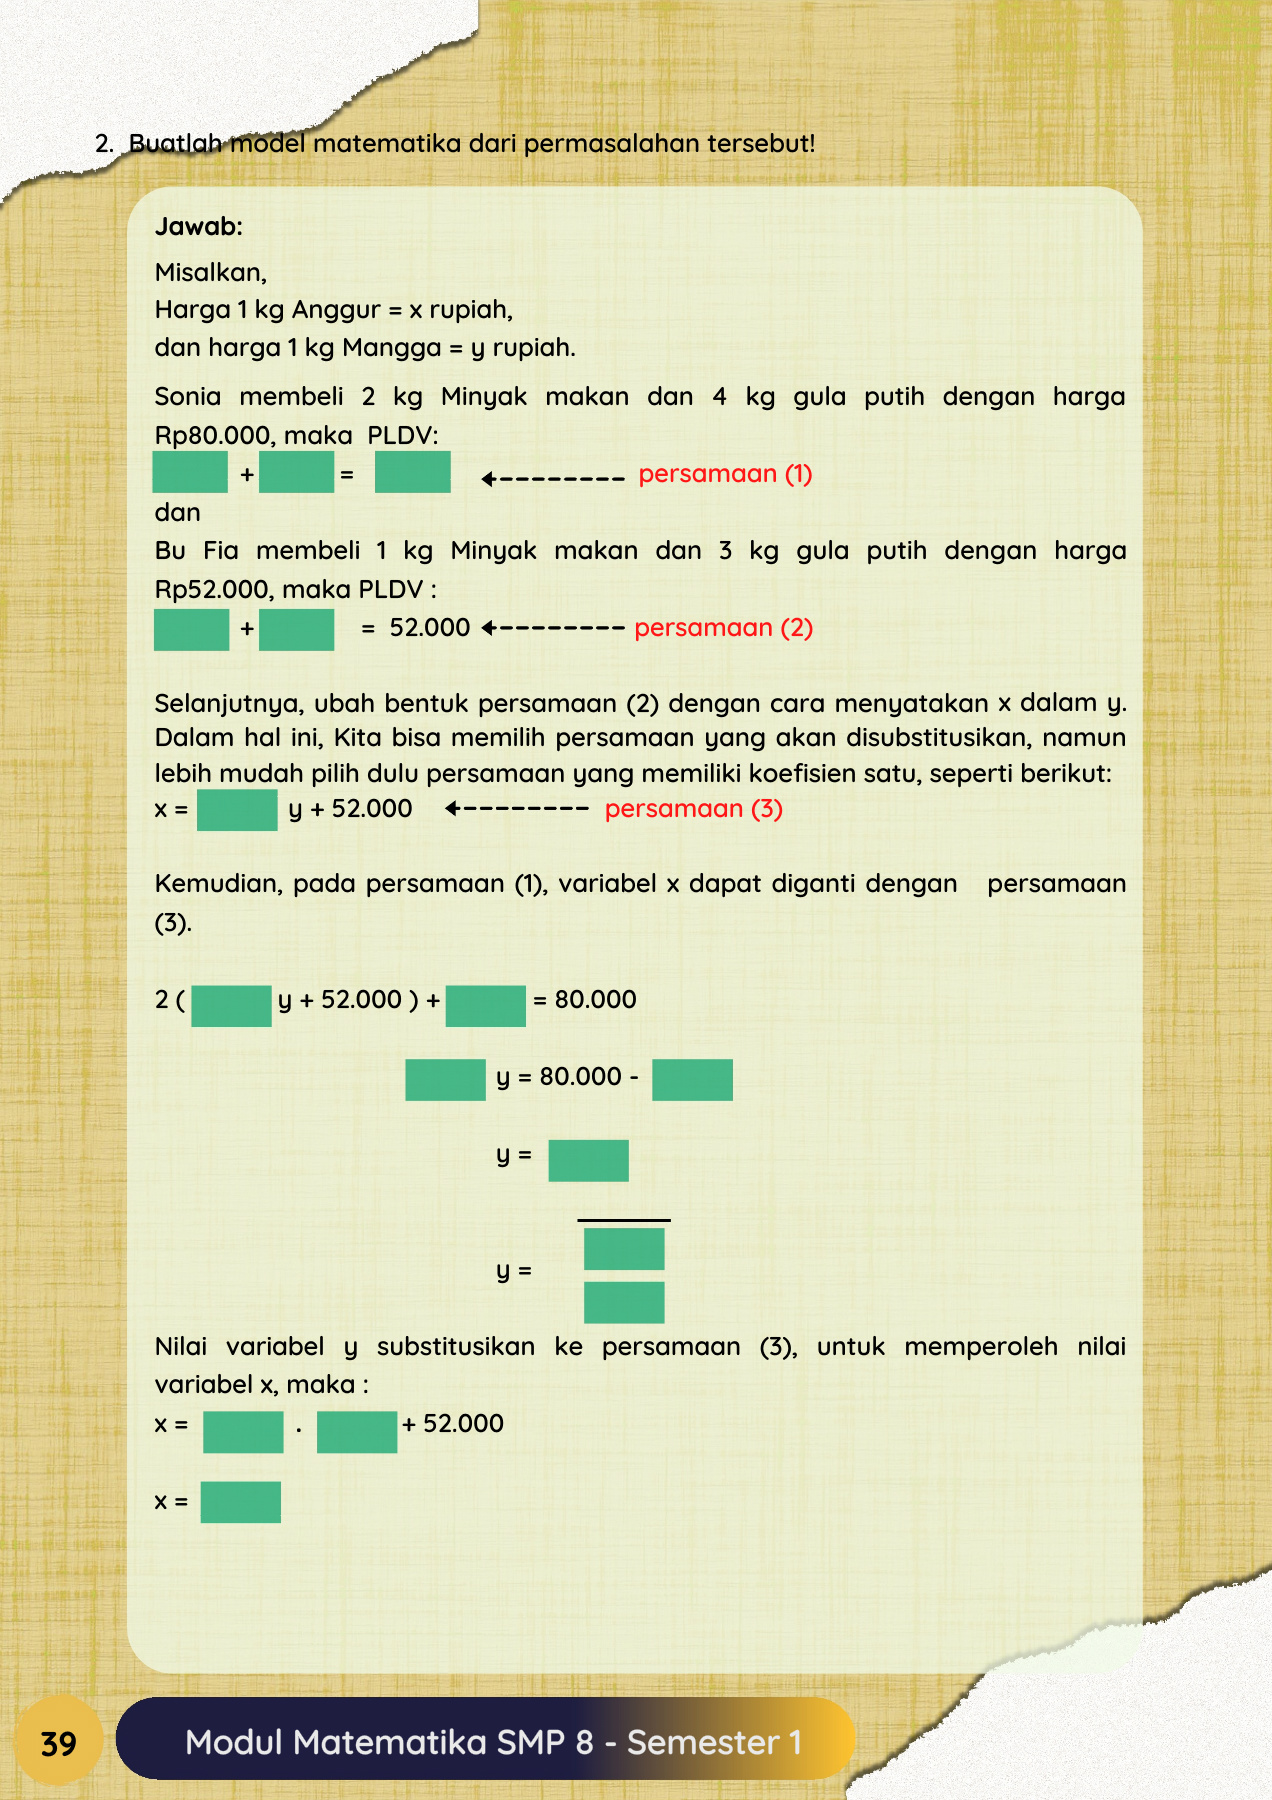 2. Buatlah model matematika dari permasalahan tersebut!
Jawab:
Misalkan,
Harga 1 kg Anggur = x rupiah,
dan harga 1 kg Mangga = y rupiah.
Sonia membeli 2 kg Minyak makan dan 4 kg gula putih dengan harga
Rp80.000, maka PLDV:
+ = persamaan (1)
dan
Bu Fia membeli 1 kg Minyak makan dan 3 kg gula putih dengan harga
Rp52.000, maka PLDV :
+ = 52.000 persamaan (2)
Selanjutnya, ubah bentuk persamaan (2) dengan cara menyatakan x dalam y.
Dalam hal ini, Kita bisa memilih persamaan yang akan disubstitusikan, namun
lebih mudah pilih dulu persamaan yang memiliki koefisien satu, seperti berikut:
x = y + 52.000 persamaan (3)
Kemudian, pada persamaan (1), variabel x dapat diganti dengan persamaan
(3).
2 ( y + 52.000 ) + = 80.000
y = 80.000 -
y =
y =
Nilai variabel y substitusikan ke persamaan (3), untuk memperoleh nilai
variabel x, maka :
x = . + 52.000
x =
39
Modul Matematika SMP 8 - Semester 1